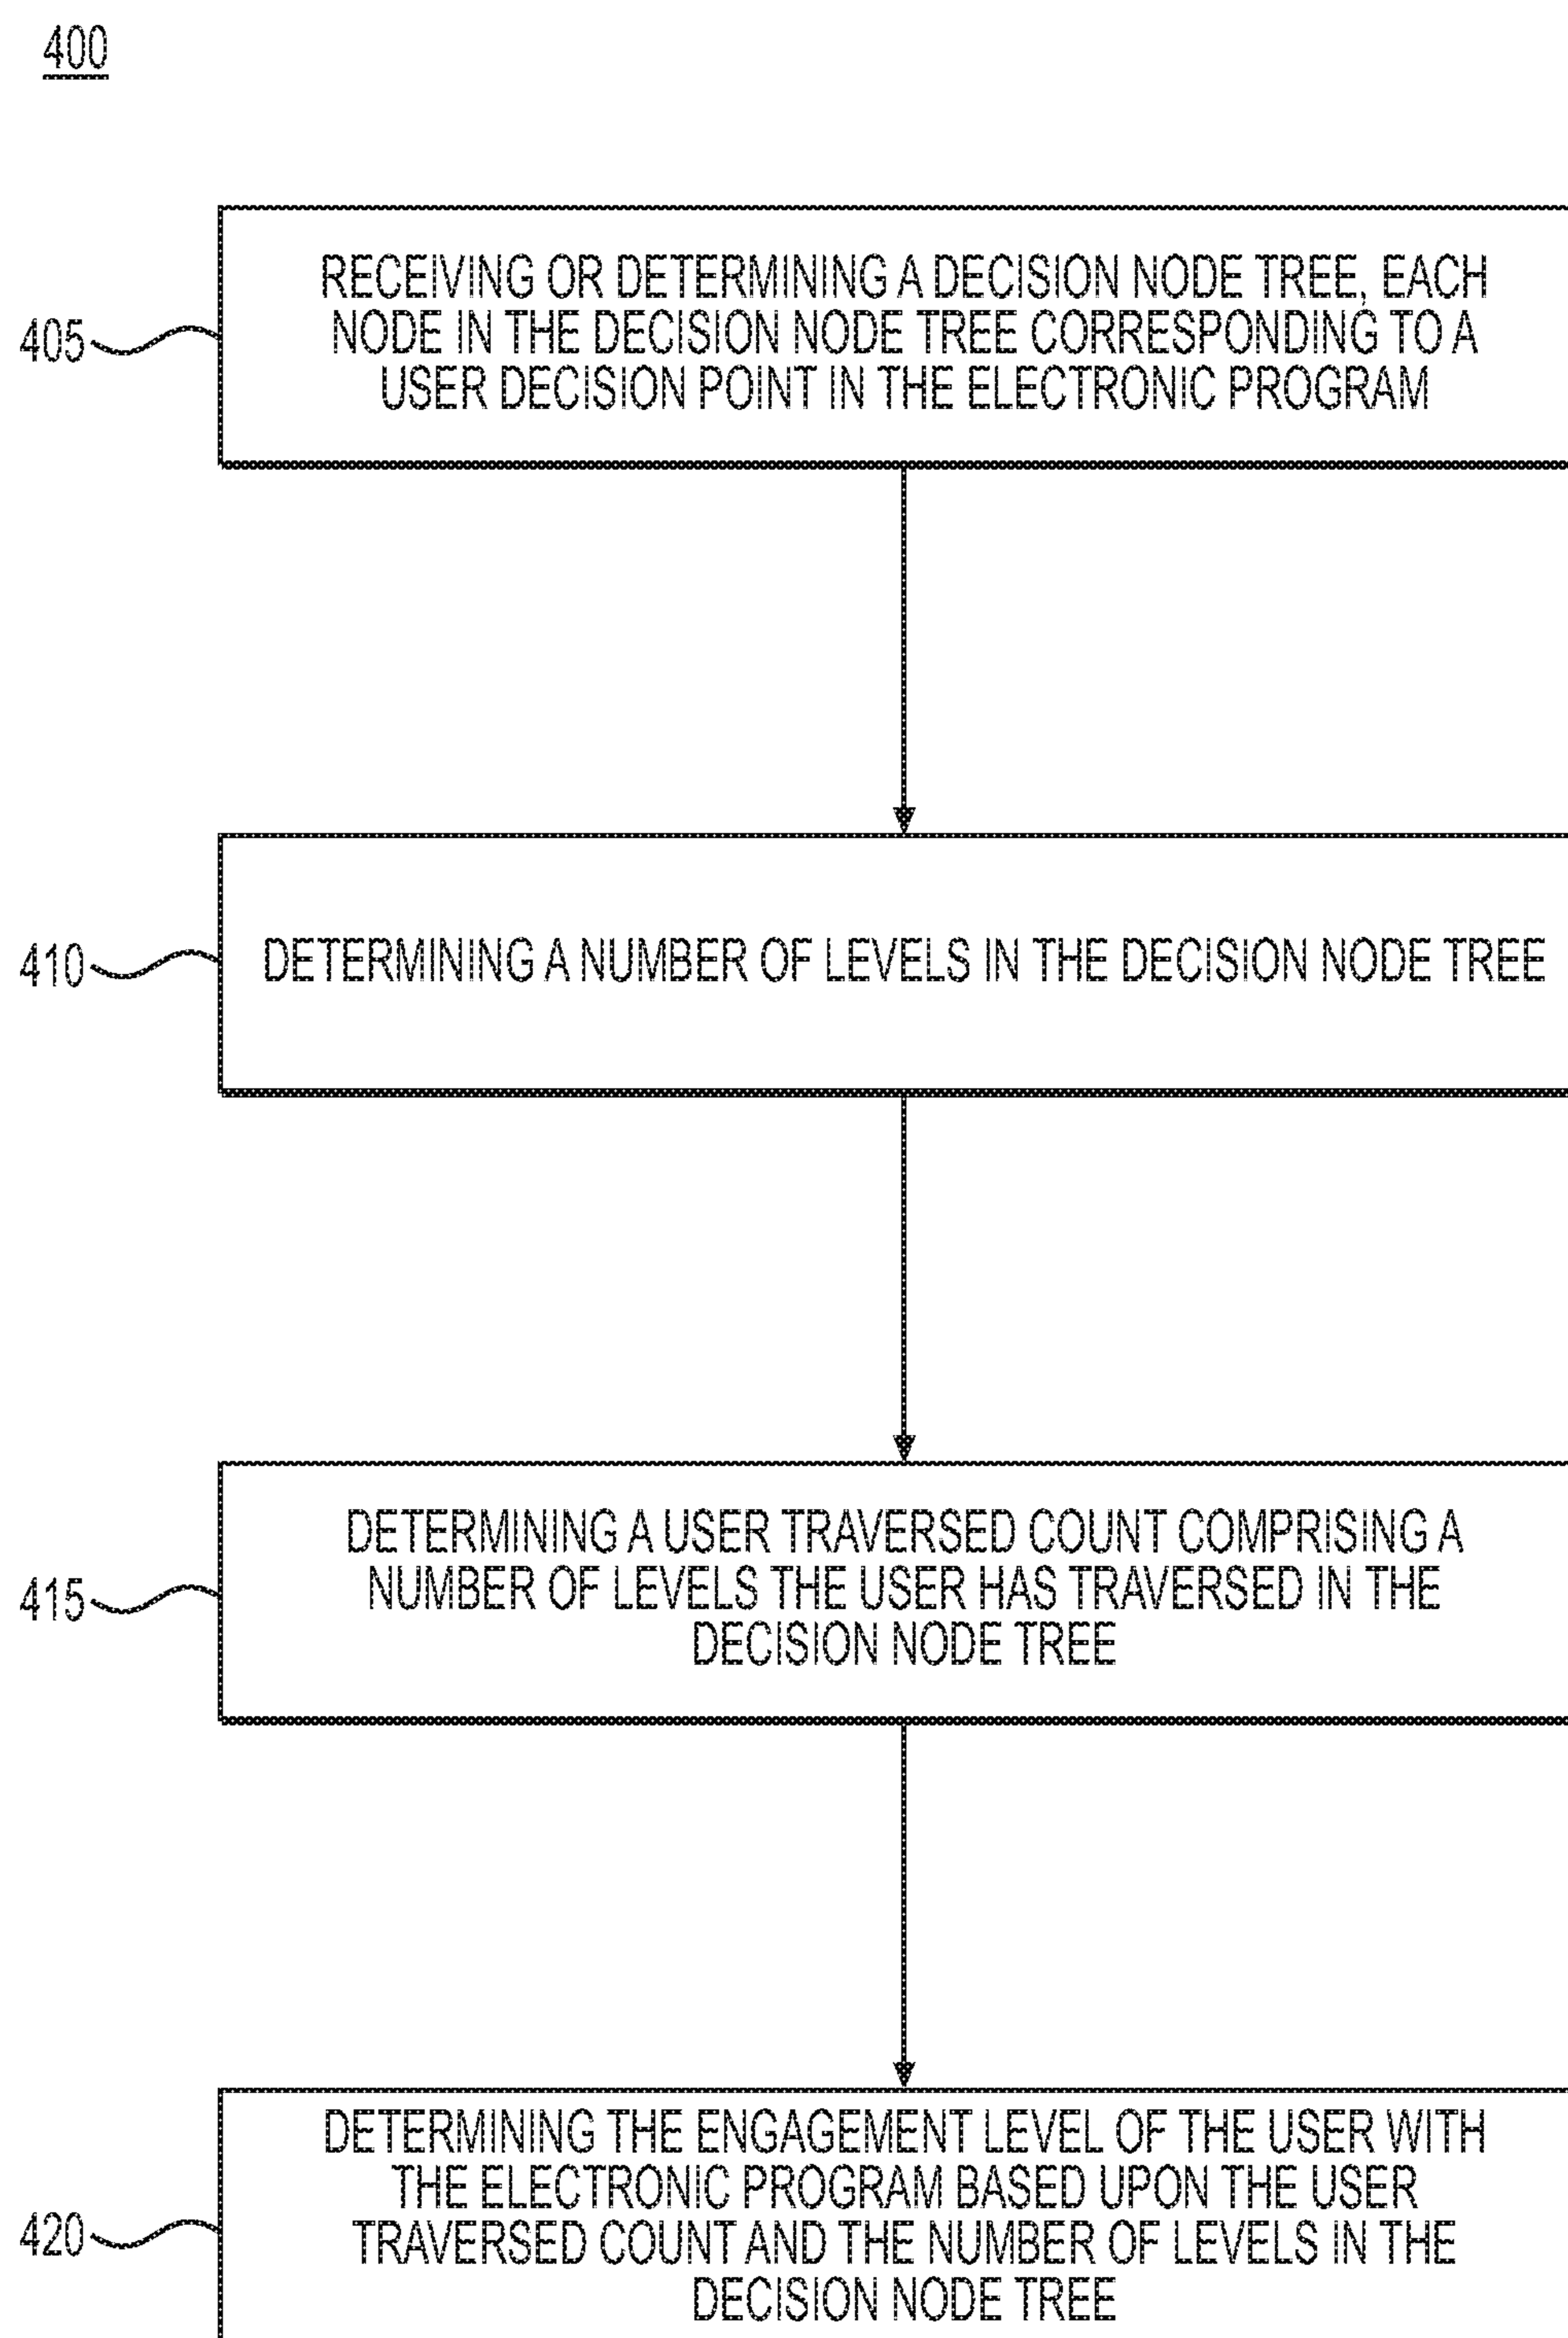 400
405
RECEIVING OR DETERMINING A DECISION NODE TREE, EACH
NODE IN THE DECISION NODE TREE CORRESPONDING TO A
USER DECISION POINT IN THE ELECTRONIC PROGRAM
410
DETERMINING A NUMBER OF LEVELS IN THE DECISION NODE TREE
415
DETERMINING A USER TRAVERSED COUNT COMPRISING A
NUMBER OF LEVELS THE USER HAS TRAVERSED IN THE
DECISION NODE TREE
420
DETERMINING THE ENGAGEMENT LEVEL OF THE USER WITH
THE ELECTRONIC PROGRAM BASED UPON THE USER
TRAVERSED COUNT AND THE NUMBER OF LEVELS IN THE
DECISION NODE TREE